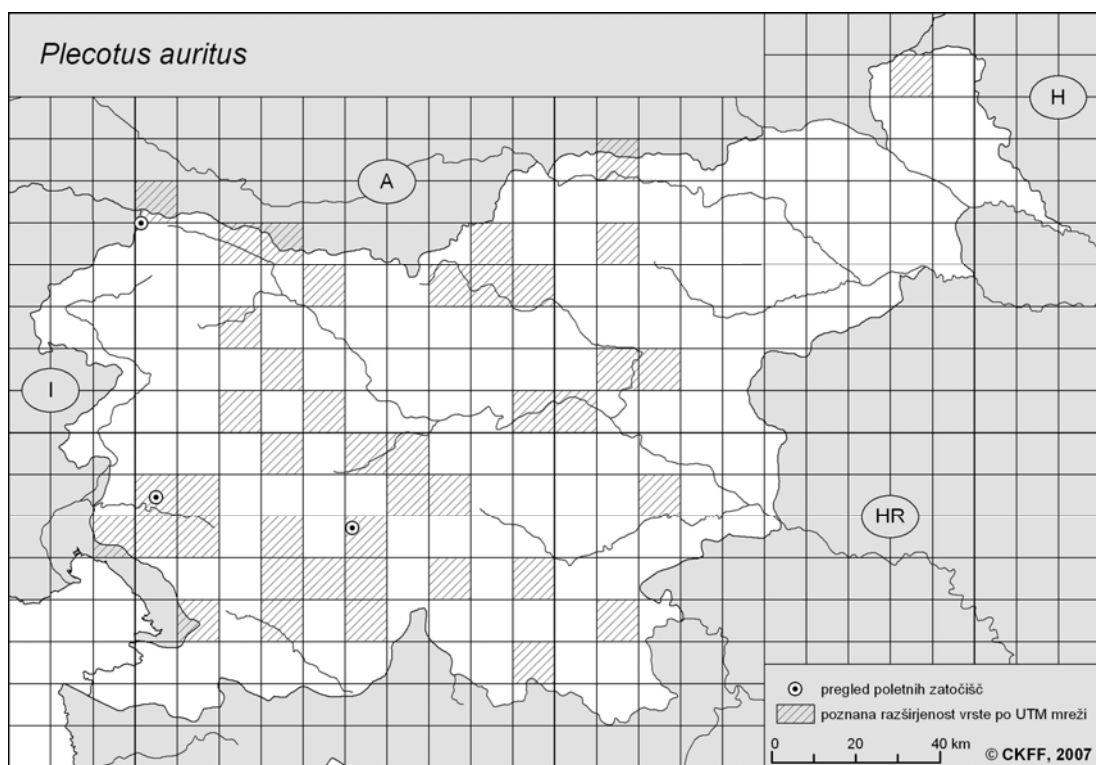 Plecotus auritus
H
A
I
HR
pregled poletnih zatočišč
poznana razširjenost vrste po UTM mreži
0 20 40 km
© CKFF, 2007